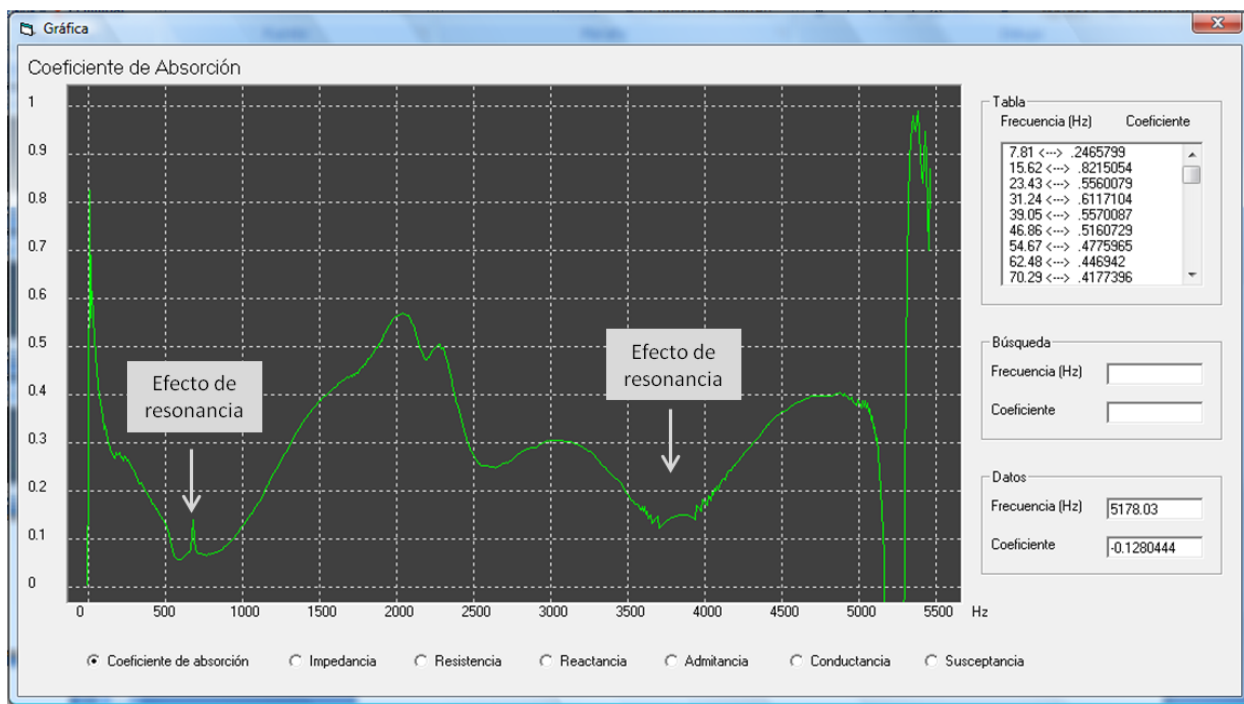 Gráfica
Coeficiente de Absorción
1
0.9
0.8
0.7
0.6
0.5
0.4
0.3
0.2
0.1
0
Efecto de
resonancia
Efecto de
resonancia
0 500 1000 1500 2000 2500 3000 3500 4000 4500 5000 5500 Hz
Tabla
Frecuencia (Hz) Coeficiente
7.81 <---> .2465799
15.62 <---> .8215054
23.43 <---> .5560079
31.24 <---> .6117104
39.05 <---> .5570087
46.86 <---> .5160729
54.67 <---> .4775965
62.48 <---> .446942
70.29 <---> .4177396
Búsqueda
Frecuencia (Hz)
Coeficiente
Datos
Frecuencia (Hz) 5178.03
Coeficiente -0.1280444
Coeficiente de absorción Impedancia Resistencia Reactancia Admitancia Conductancia Susceptancia